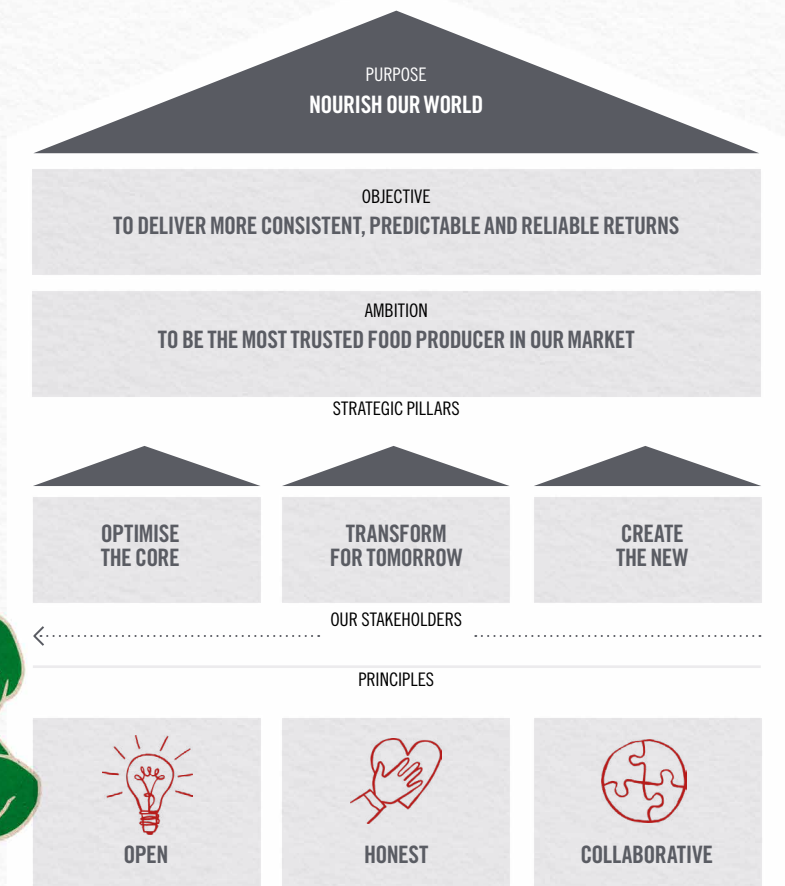 PURPOSE
NOURISH OUR WORLD
OBJECTIVE
TO DELIVER MORE CONSISTENT, PREDICTABLE AND RELIABLE RETURNS
AMBITION
TO BE THE MOST TRUSTED FOOD PRODUCER IN OUR MARKET
STRATEGIC PILLARS
OPTIMISE
THE CORE
TRANSFORM
FOR TOMORROW
CREATE
THE NEW
OUR STAKEHOLDERS
PRINCIPLES
OPEN
HONEST
COLLABORATIVE